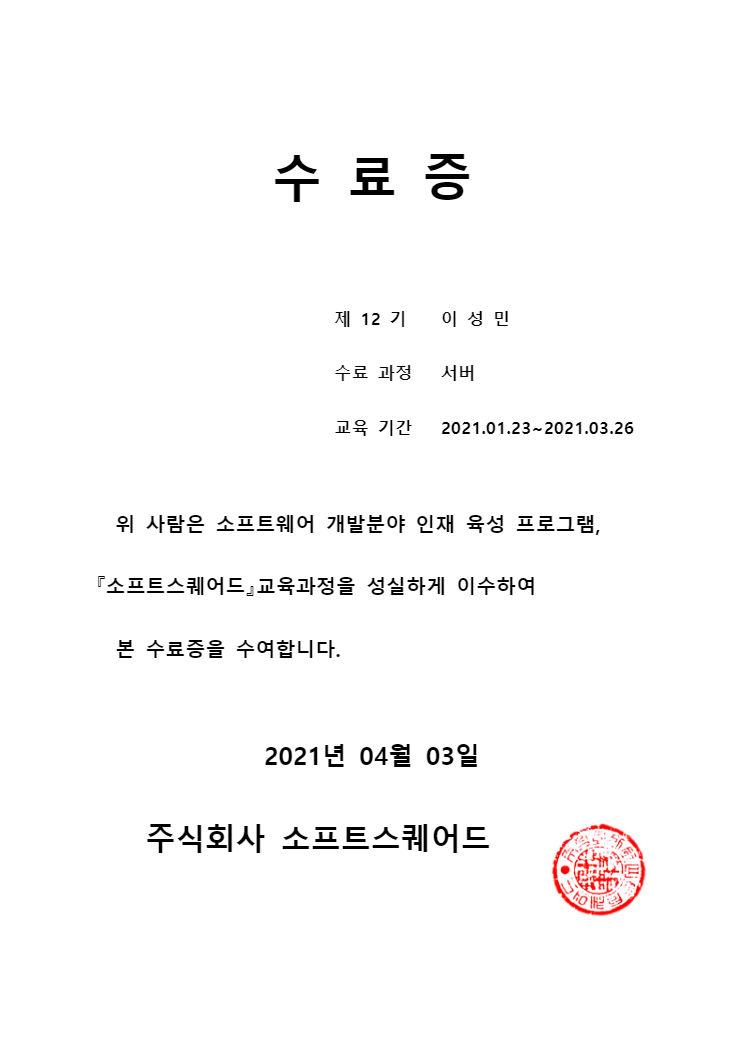 수 료 증
제 12 기 이 성 민
수료 과정 서버
교육 기간 2021.01.23~2021.03.26
위 사람은 소프트웨어 개발분야 인재 육성 프로그램,
『소프트스퀘어드』교육과정을 성실하게 이수하여
본 수료증을 수여합니다.
2021년 04월 03일
주식회사 소프트스퀘어드